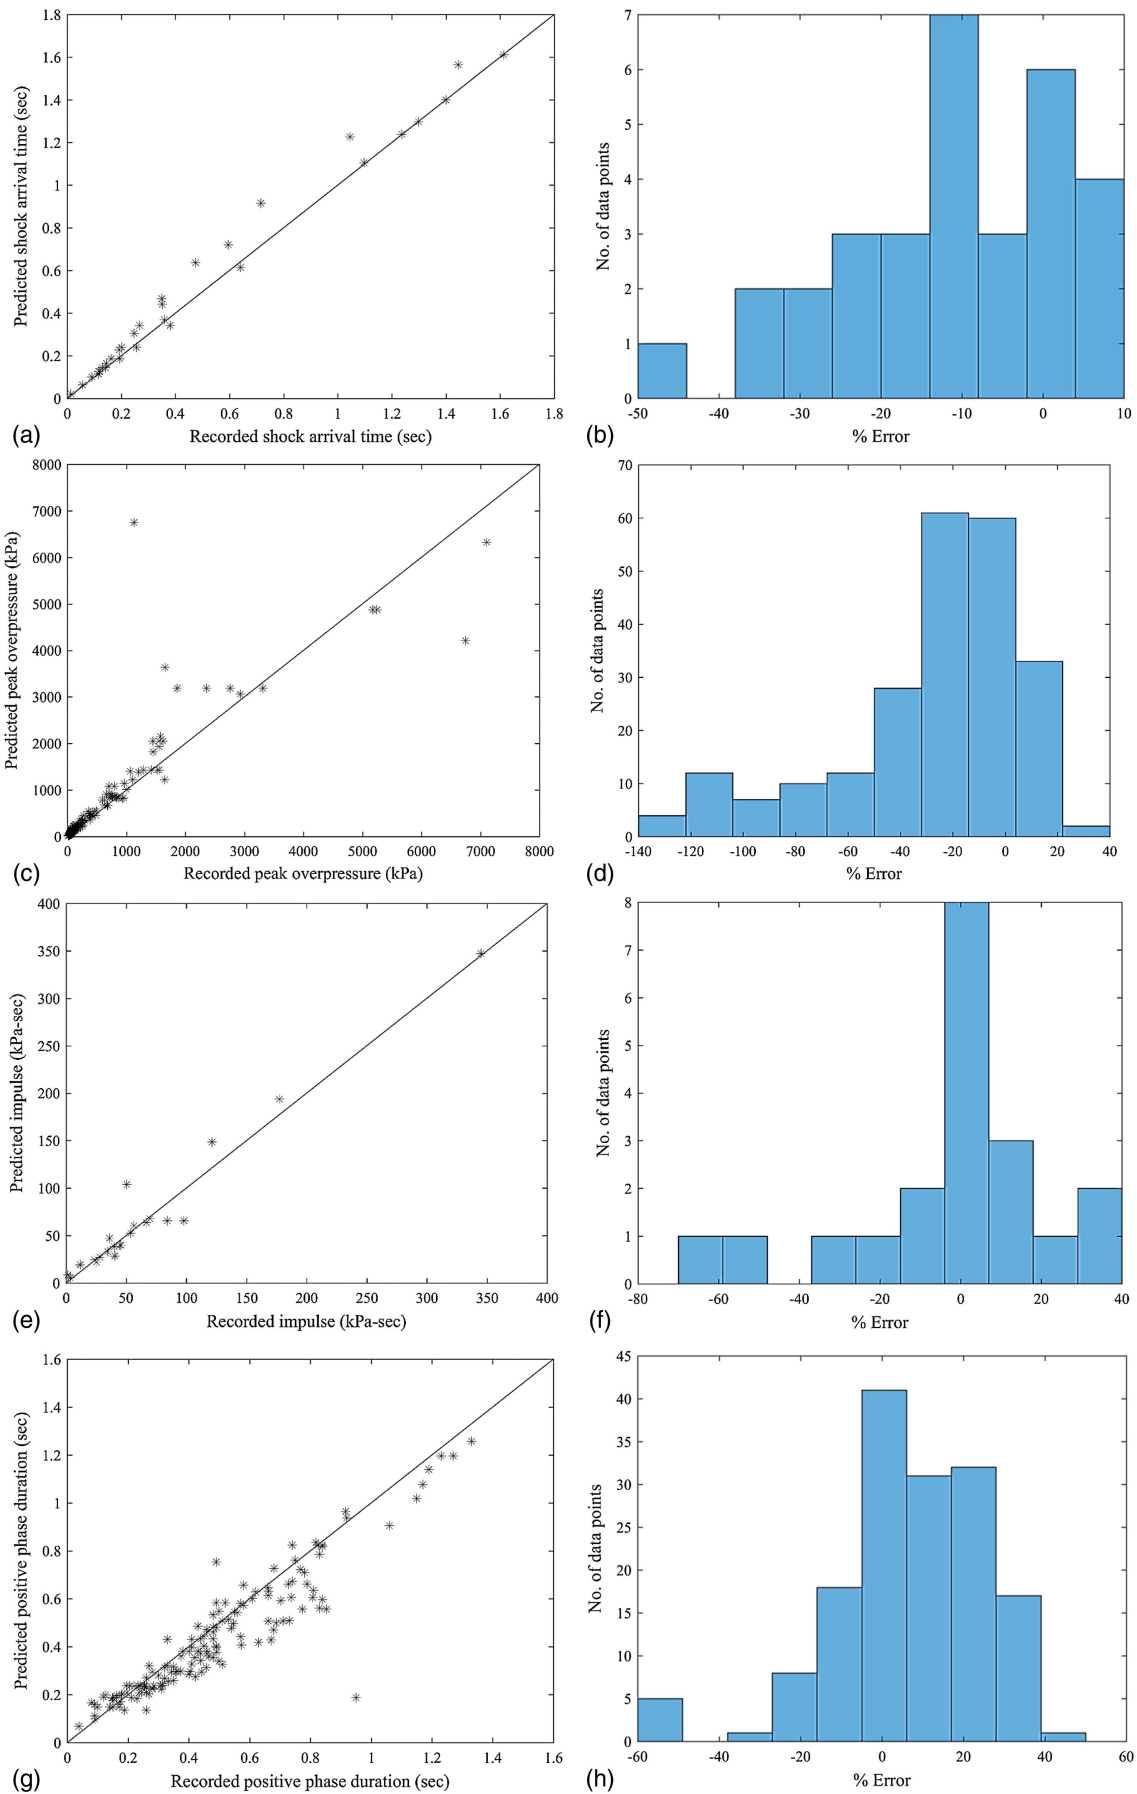 1.8
1.6
1.4
1.2
1
0.8
0.6
0.4
0.2
0
0 0.2 0.4 0.6 0.8 1 1.2 1.4 1.6 1.8
Predicted shock arrival time (sec)
Recorded shock arrival time (sec)
(a)
7
6
5
4
3
2
1
0
-50 -40 -30 -20 -10 0 10
No. of data points
% Error
(b)
8000
7000
6000
5000
4000
3000
2000
1000
0
0 1000 2000 3000 4000 5000 6000 7000 8000
Predicted peak overpressure (kPa)
Recorded peak overpressure (kPa)
(c)
70
60
50
40
30
20
10
0
-140 -120 -100 -80 -60 -40 -20 0 20 40
No. of data points
% Error
(d)
400
350
300
250
200
150
100
50
0
0 50 100 150 200 250 300 350 400
Predicted impulse (kPa-sec)
Recorded impulse (kPa-sec)
(e)
8
7
6
5
4
3
2
1
0
-80 -60 -40 -20 0 20 40
No. of data points
% Error
(f)
1.6
1.4
1.2
1
0.8
0.6
0.4
0.2
0
0 0.2 0.4 0.6 0.8 1 1.2 1.4 1.6
Predicted positive phase duration (sec)
Recorded positive phase duration (sec)
(g)
45
40
35
30
25
20
15
10
5
0
-60 -40 -20 0 20 40 60
No. of data points
% Error
(h)